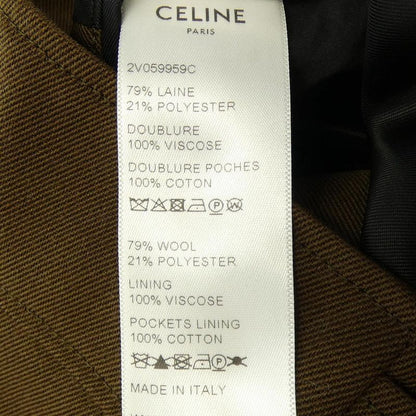 CELINE
PARIS
2V059959C
79% LAINE
21% POLYESTER
DOUBLURE
100% VISCOSE
DOUBLURE POCHES
100% COTTON
79% WOOL
21% POLYESTER
LINING
100% VISCOSE
POCKETS LINING
100% COTTON
MADE IN ITALY